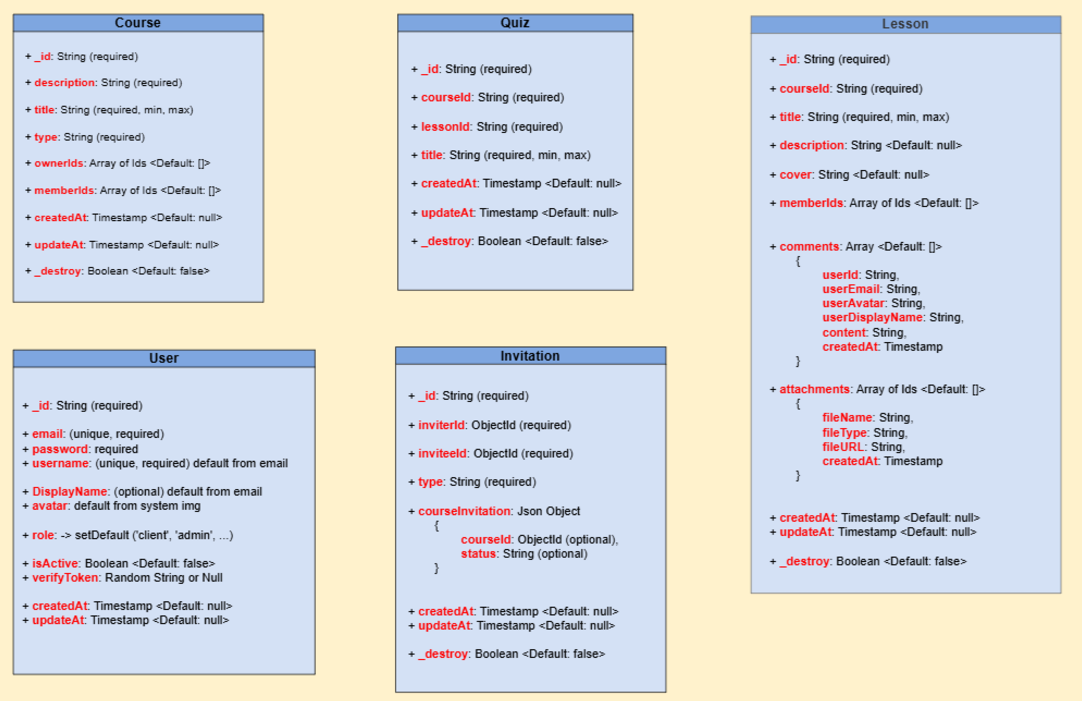 Course
+ _id: String (required)
+ description: String (required)
+ title: String (required, min, max)
+ type: String (required)
+ ownerIds: Array of Ids <Default: []>
+ memberIds: Array of Ids <Default: []>
+ createdAt: Timestamp <Default: null>
+ updateAt: Timestamp <Default: null>
+ _destroy: Boolean <Default: false>
Quiz
+ _id: String (required)
+ courseId: String (required)
+ lessonId: String (required)
+ title: String (required, min, max)
+ createdAt: Timestamp <Default: null>
+ updateAt: Timestamp <Default: null>
+ _destroy: Boolean <Default: false>
Lesson
+ _id: String (required)
+ courseId: String (required)
+ title: String (required, min, max)
+ description: String <Default: null>
+ cover: String <Default: null>
+ memberIds: Array of Ids <Default: []>
+ comments: Array <Default: []>
{
userId: String,
userEmail: String,
userAvatar: String,
userDisplayName: String,
content: String,
createdAt: Timestamp
}
+ attachments: Array of Ids <Default: []>
{
fileName: String,
fileType: String,
fileURL: String,
createdAt: Timestamp
}
+ createdAt: Timestamp <Default: null>
+ updateAt: Timestamp <Default: null>
+ _destroy: Boolean <Default: false>
User
+ _id: String (required)
+ email: (unique, required)
+ password: required
+ username: (unique, required) default from email
+ DisplayName: (optional) default from email
+ avatar: default from system img
+ role: -> setDefault ('client', 'admin', ...)
+ isActive: Boolean <Default: false>
+ verifyToken: Random String or Null
+ createdAt: Timestamp <Default: null>
+ updateAt: Timestamp <Default: null>
Invitation
+ _id: String (required)
+ inviterId: ObjectId (required)
+ inviteeId: ObjectId (required)
+ type: String (required)
+ courseInvitation: Json Object
{
courseId: ObjectId (optional),
status: String (optional)
}
+ createdAt: Timestamp <Default: null>
+ updateAt: Timestamp <Default: null>
+ _destroy: Boolean <Default: false>